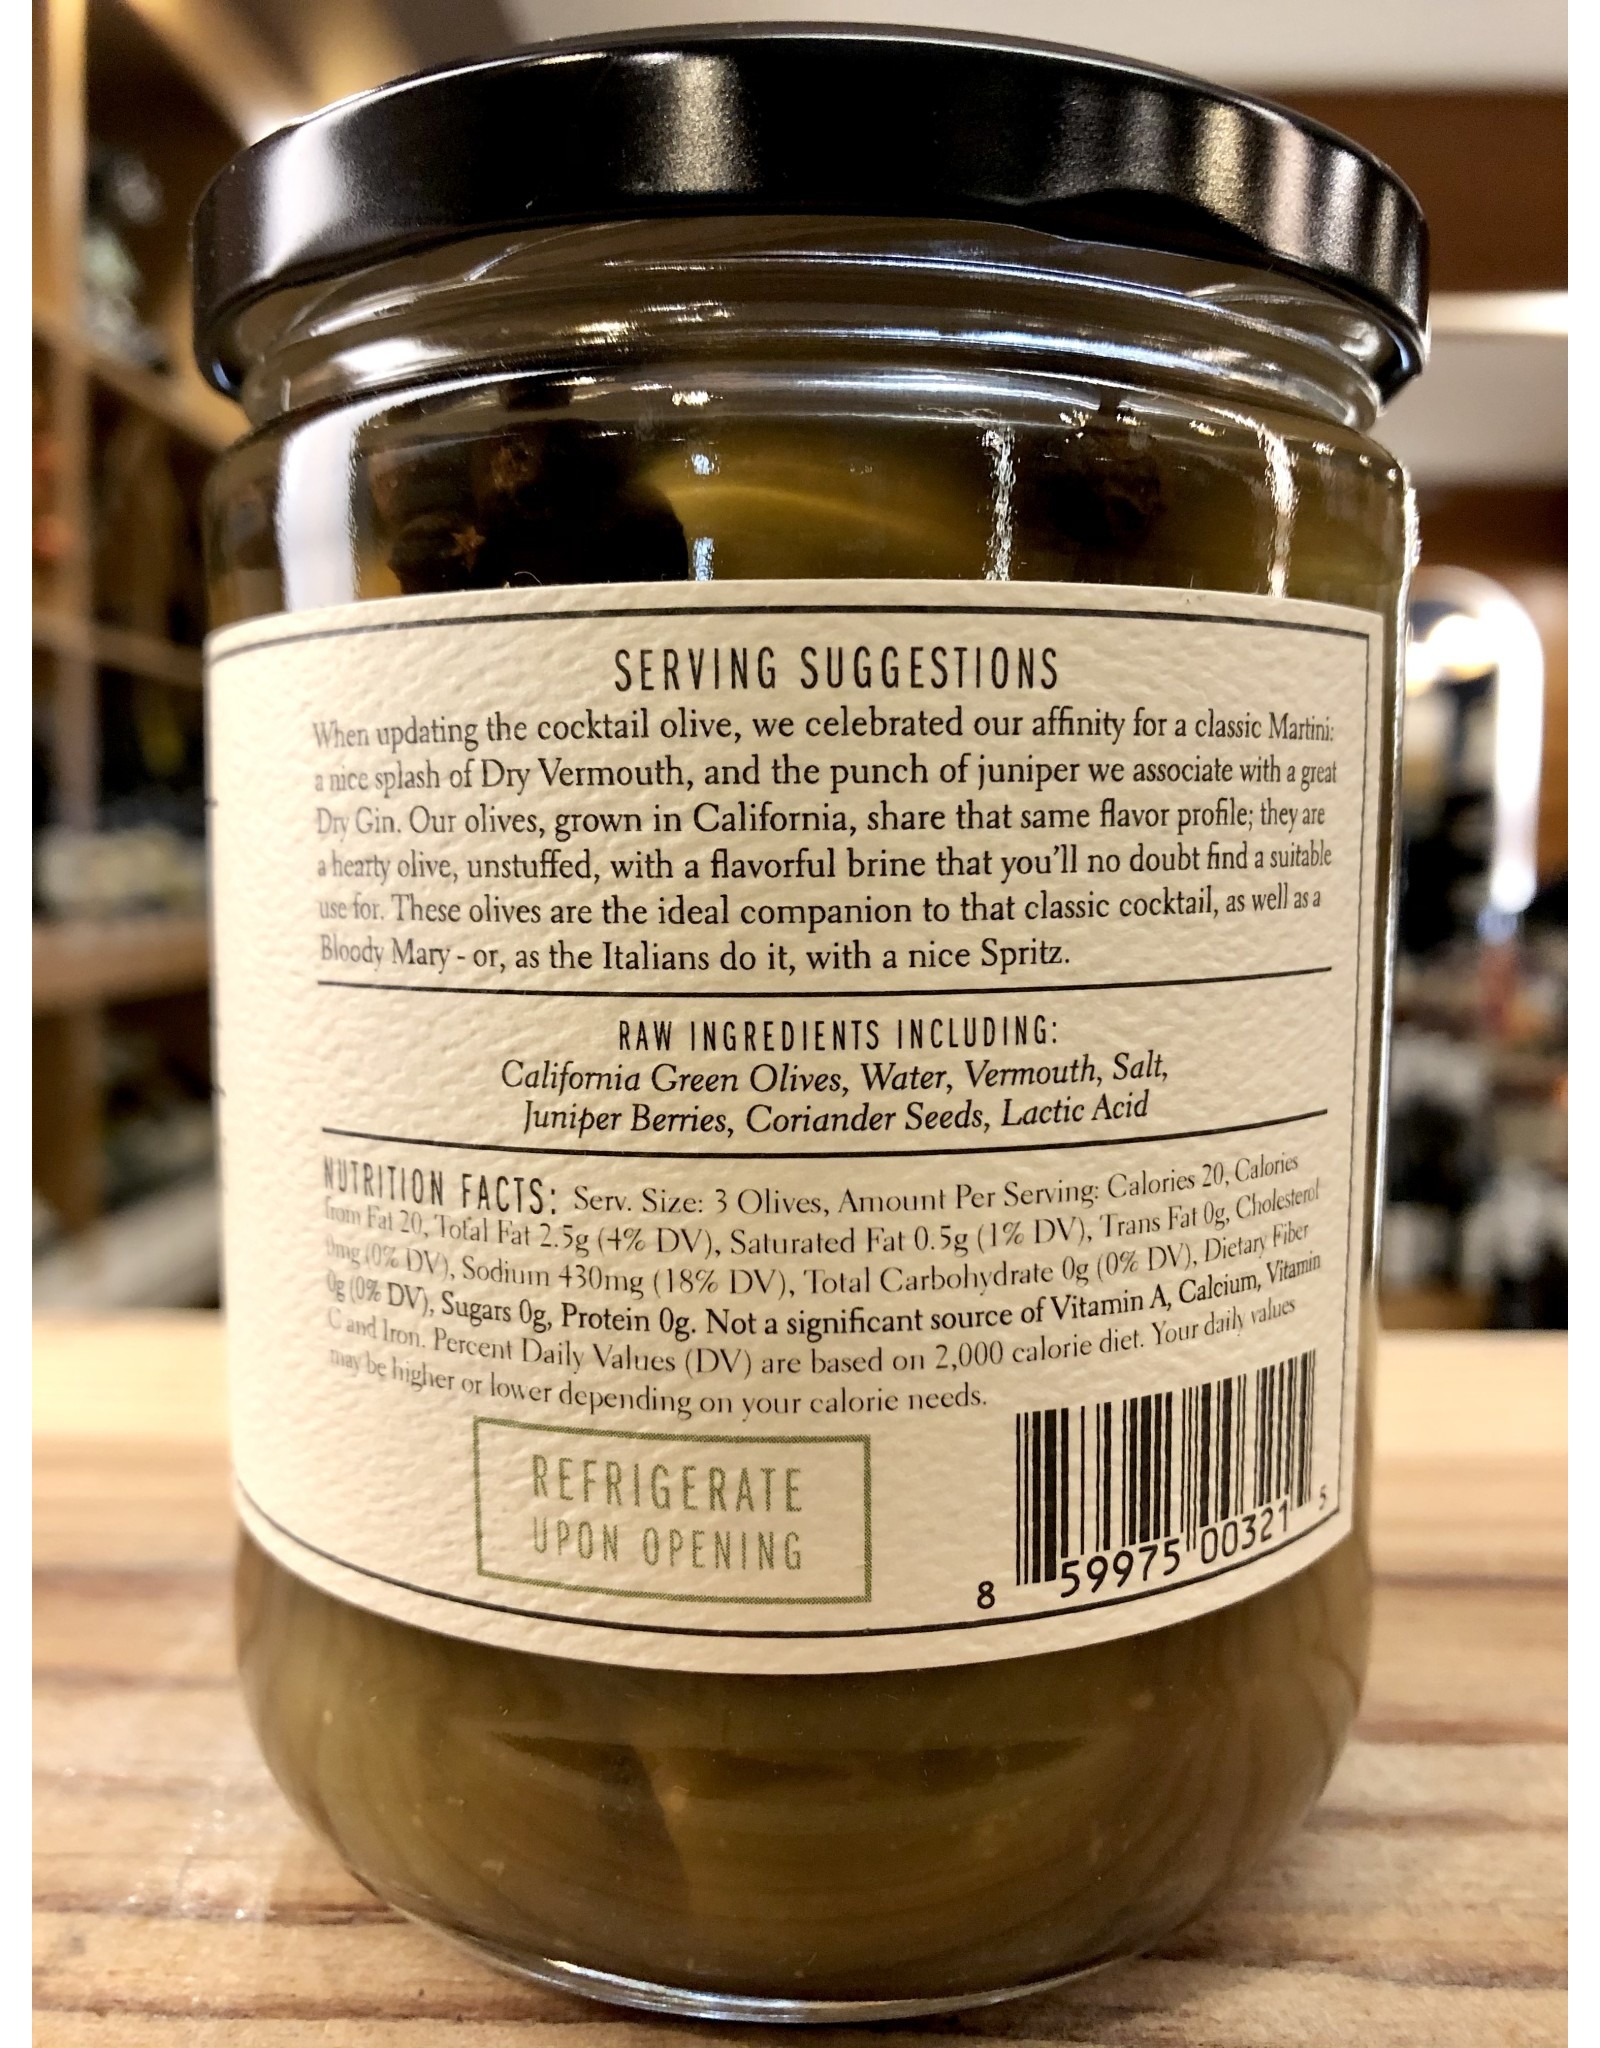 SERVING SUGGESTIONS
When updating the cocktail olive, we celebrated our affinity for a classic Martini:
a nice splash of Dry Vermouth, and the punch of juniper we associate with a great
Dry Gin. Our olives, grown in California, share that same flavor profile; they are
a hearty olive, unstuffed, with a flavorful brine that you'll no doubt find a suitable
use for. These olives are the ideal companion to that classic cocktail, as well as a
Bloody Mary - or, as the Italians do it, with a nice Spritz.
RAW INGREDIENTS INCLUDING:
California Green Olives, Water, Vermouth, Salt,
Juniper Berries, Coriander Seeds, Lactic Acid
NUTRITION FACTS: Serv. Size: 3 Olives, Amount Per Serving: Calories 20, Calories
from Fat 20, Total Fat 2.5g (4% DV), Saturated Fat 0.5g (1% DV), Trans Fat 0g, Cholesterol
0mg (0% DV), Sodium 430mg (18% DV), Total Carbohydrate 0g (0% DV), Dietary Fiber
0g (0% DV), Sugars 0g, Protein 0g. Not a significant source of Vitamin A, Calcium, Vitamin
C and Iron. Percent Daily Values (DV) are based on 2,000 calorie diet. Your daily values
may be higher or lower depending on your calorie needs.
REFRIGERATE
UPON OPENING
8 59975 00321 5